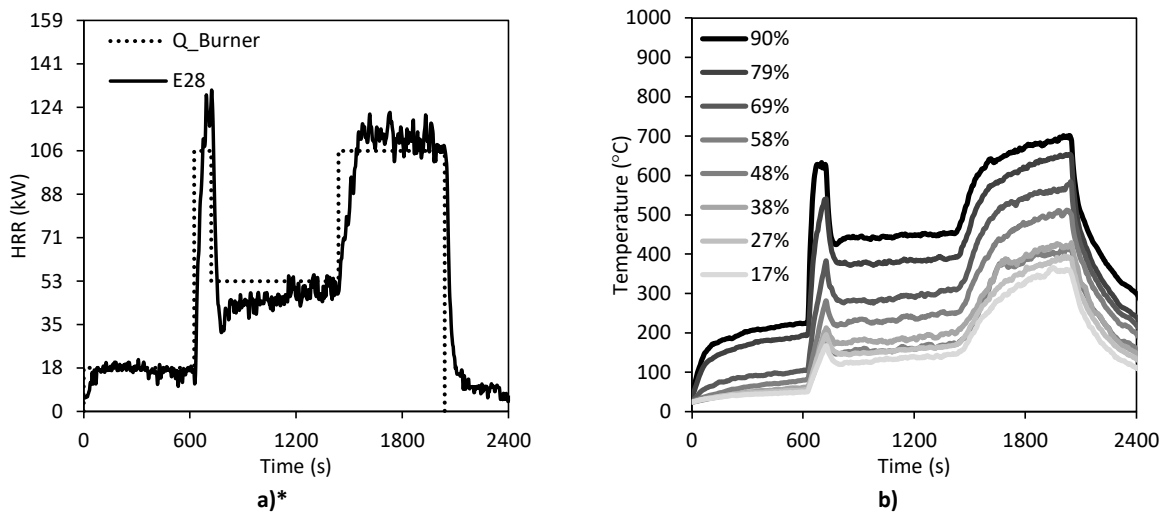 159
141
124
106
88
71
53
35
18
0
HRR (kW)
Q_Burner
E28
0 600 1200 1800 2400
Time (s)
a)*
1000
900
800
700
600
500
400
300
200
100
0
Temperature (°C)
90%
79%
69%
58%
48%
38%
27%
17%
0 600 1200 1800 2400
Time (s)
b)